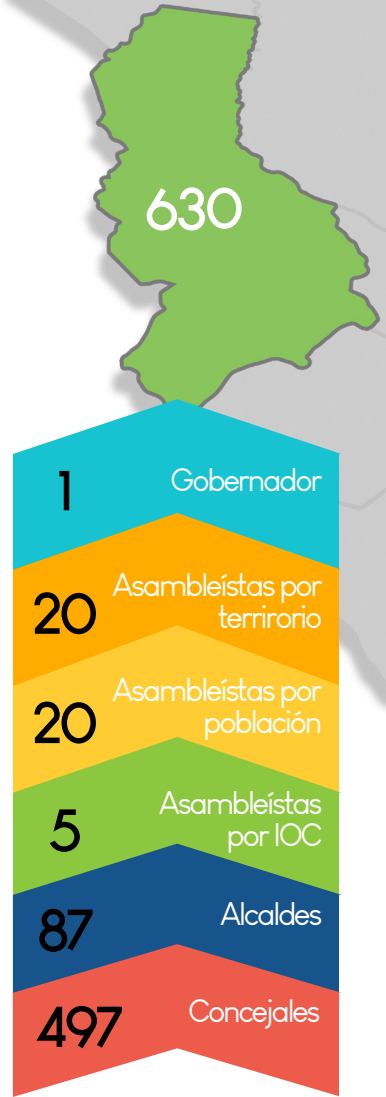 630
1 Gobernador
20 Asambleístas por
terrirorio
20 Asambleístas por
población
5 Asambleístas
por IOC
87 Alcaldes
497 Concejales